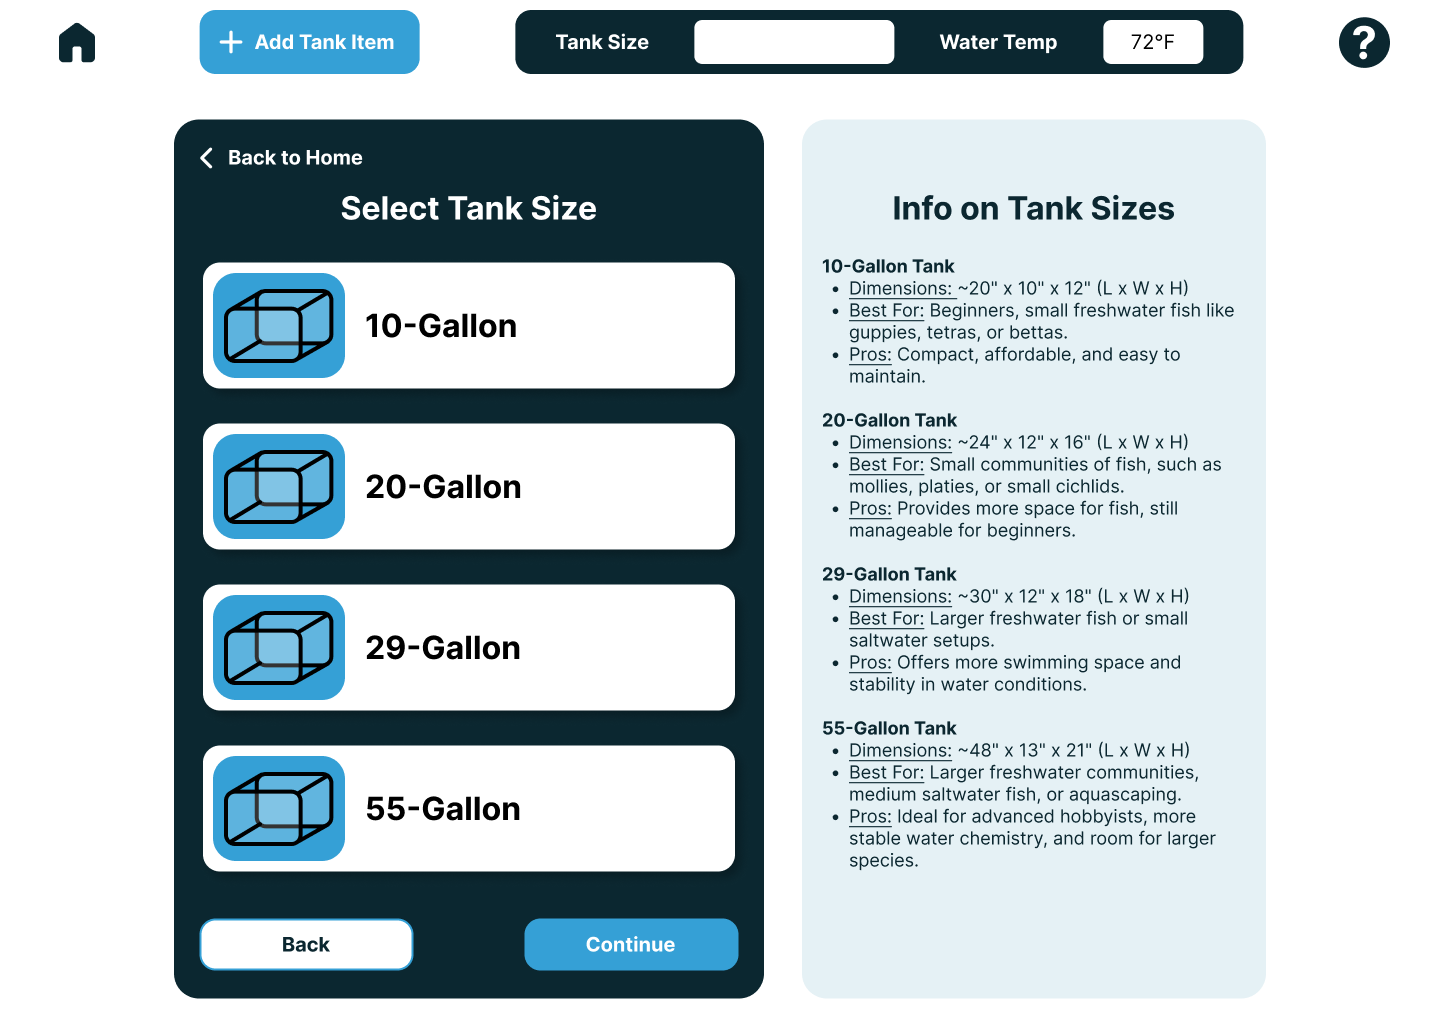 Add Tank Item
Tank Size
Water Temp
72°F
?
Back to Home
Select Tank Size
10-Gallon
20-Gallon
29-Gallon
55-Gallon
Back
Continue
Info on Tank Sizes
10-Gallon Tank
• Dimensions: ~20" x 10" x 12" (L x W x H)
• Best For: Beginners, small freshwater fish like
guppies, tetras, or bettas.
• Pros: Compact, affordable, and easy to
maintain.
20-Gallon Tank
• Dimensions: ~24" x 12" x 16" (L x W x H)
• Best For: Small communities of fish, such as
mollies, platies, or small cichlids.
• Pros: Provides more space for fish, still
manageable for beginners.
29-Gallon Tank
• Dimensions: ~30" x 12" x 18" (L x W x H)
• Best For: Larger freshwater fish or small
saltwater setups.
• Pros: Offers more swimming space and
stability in water conditions.
55-Gallon Tank
• Dimensions: ~48" x 13" x 21" (L x W x H)
• Best For: Larger freshwater communities,
medium saltwater fish, or aquascaping.
• Pros: Ideal for advanced hobbyists, more
stable water chemistry, and room for larger
species.